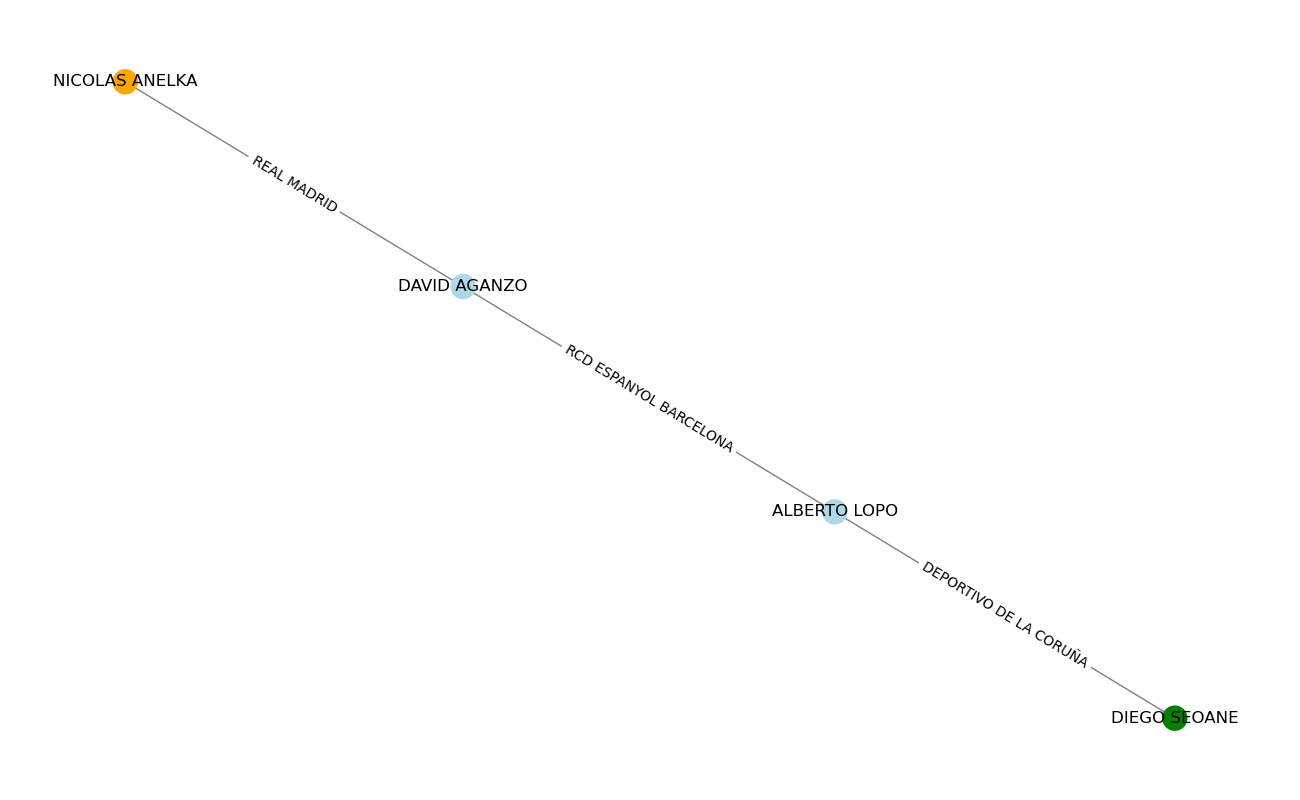 NICOLAS ANELKA
REAL MADRID
DAVID AGANZO
RCD ESPANYOL BARCELONA
ALBERTO LOPO
DEPORTIVO DE LA CORUÑA
DIEGO SEOANE